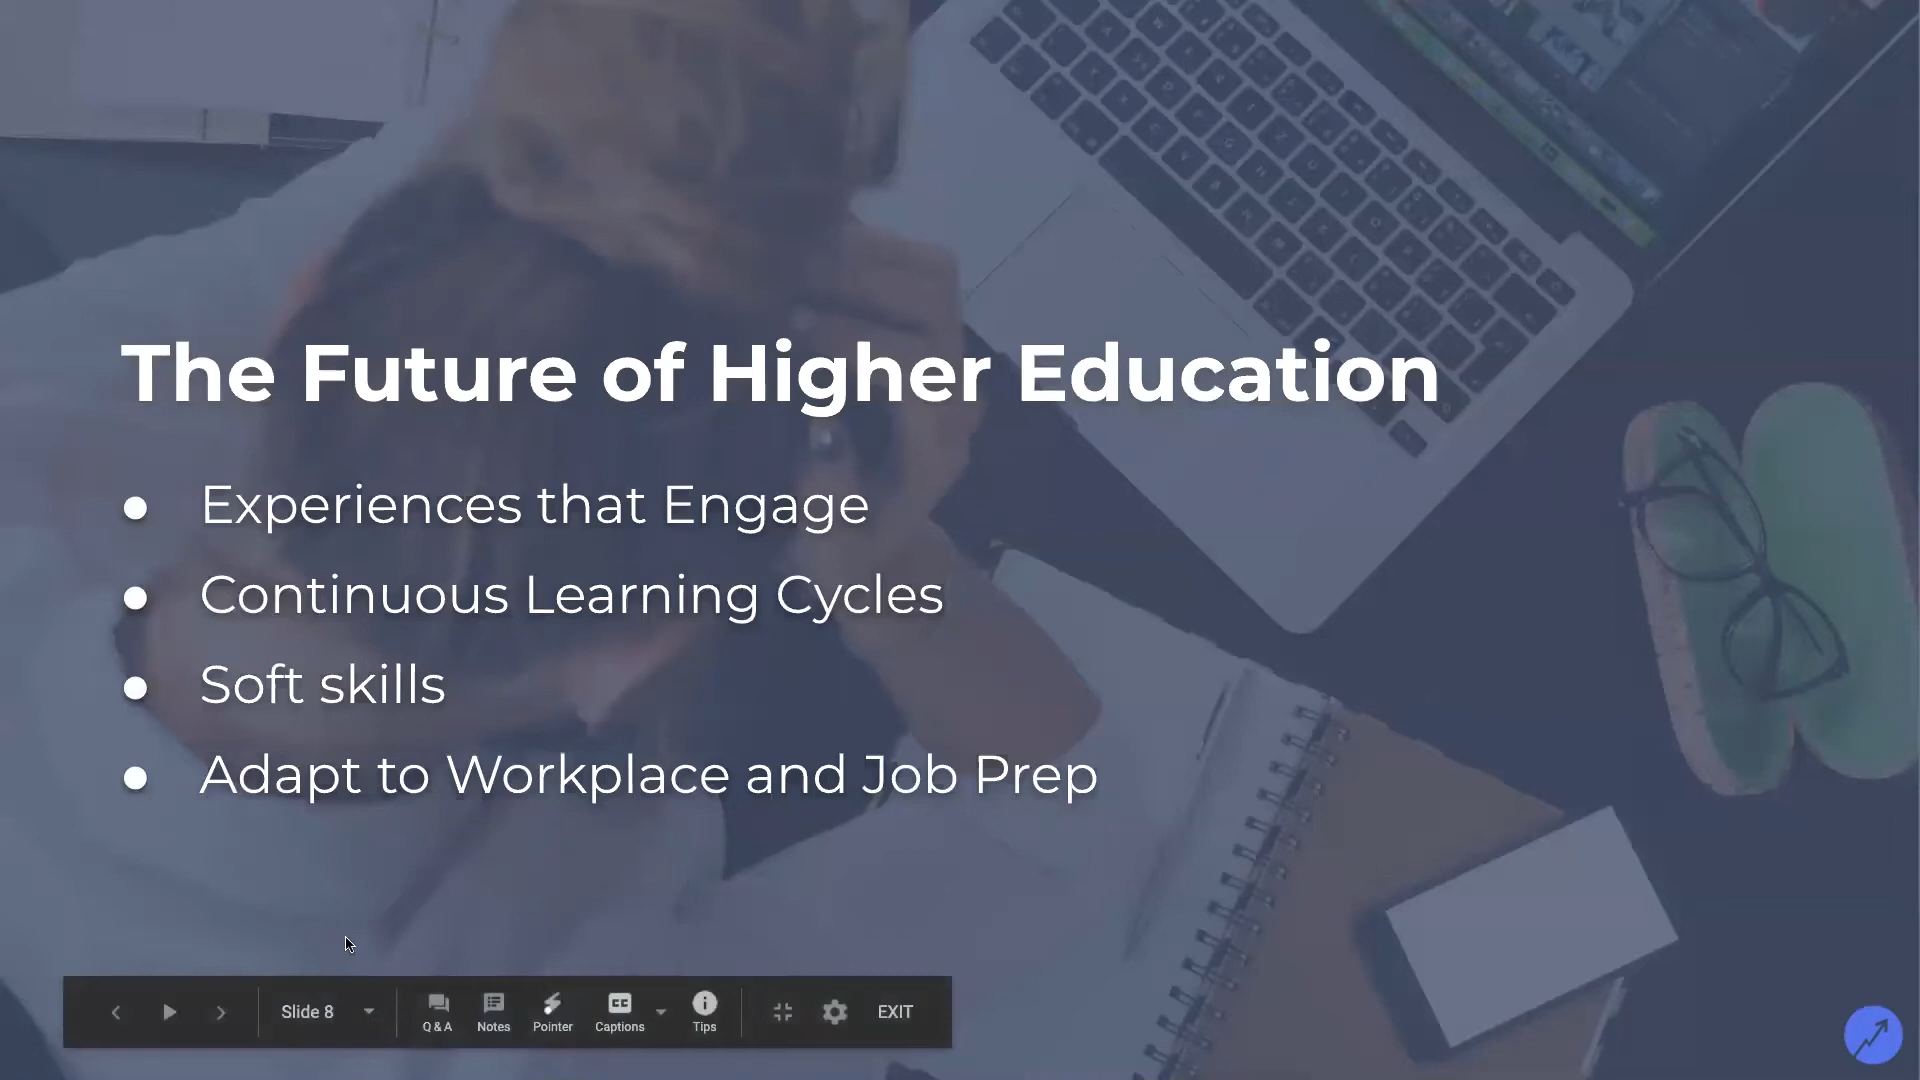 The Future of Higher Education
● Experiences that Engage
● Continuous Learning Cycles
● Soft skills
● Adapt to Workplace and Job Prep
Slide 8
Q & A
Notes
Pointer
CC
Captions
Tips
EXIT